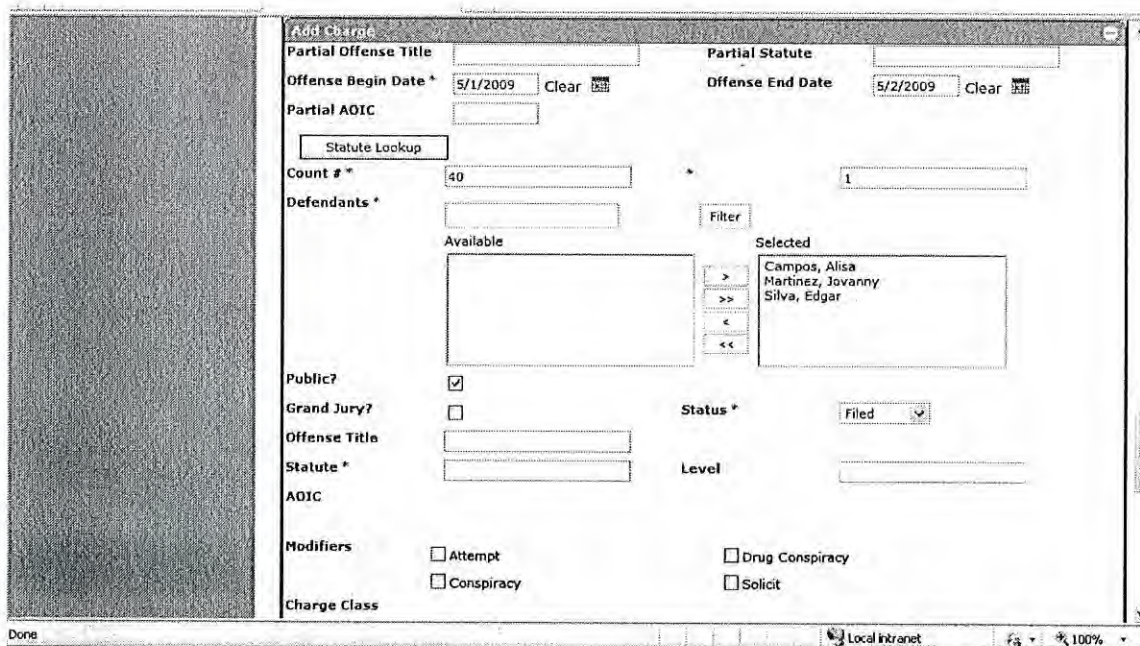 Add Charge
Partial Offense Title Partial Statute
Offense Begin Date * 5/1/2009 Clear Offense End Date 5/2/2009 Clear
Partial AOIC
Statute Lookup
Count # * 40 * 1
Defendants * Filter
Available Selected
> Campos, Alisa
Martinez, Jovanny
>> Silva, Edgar
<
<<
Public?
Grand Jury? Status * Filed
Offense Title
Statute * Level
AOIC
Modifiers Attempt Drug Conspiracy
Conspiracy Solicit
Charge Class
Done Local intranet 100%